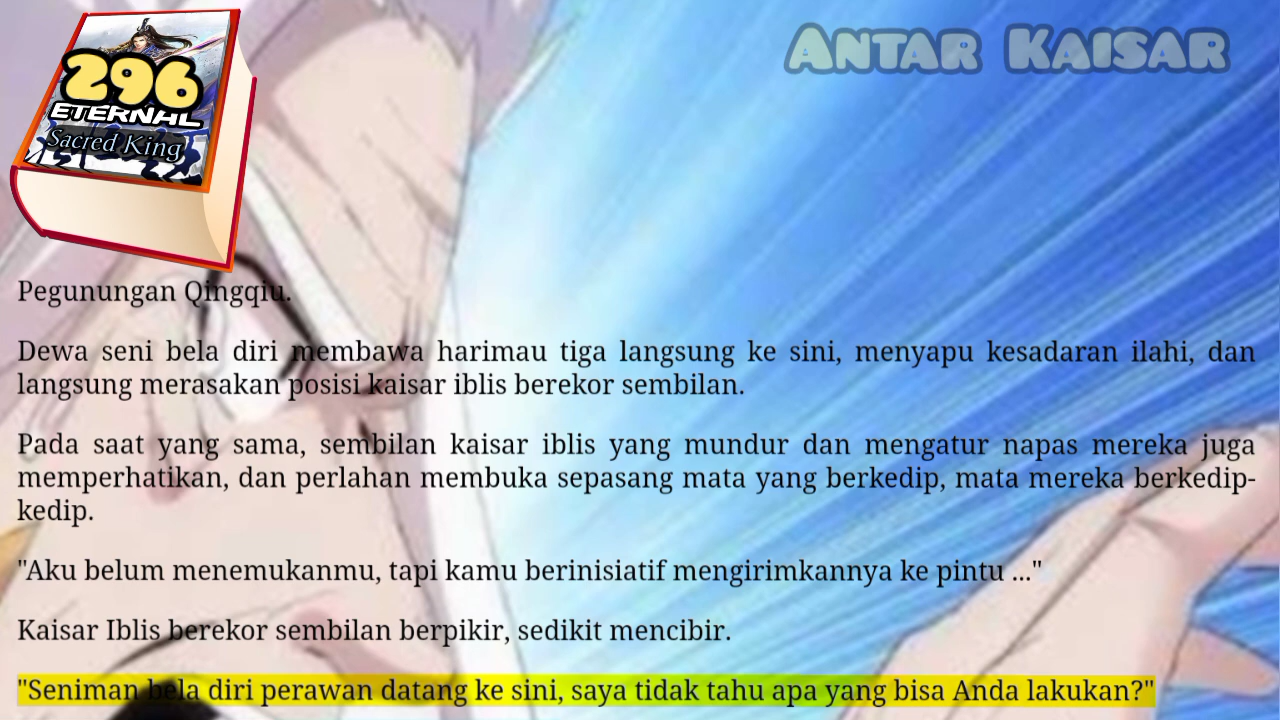 Antar Kaisar
296
ETERNAL
Sacred King
Pegunungan Qingqiu.
Dewa seni bela diri membawa harimau tiga langsung ke sini, menyapu kesadaran ilahi, dan
langsung merasakan posisi kaisar iblis berekor sembilan.
Pada saat yang sama, sembilan kaisar iblis yang mundur dan mengatur napas mereka juga
memperhatikan, dan perlahan membuka sepasang mata yang berkedip, mata mereka berkedip-
kedip.
"Aku belum menemukanmu, tapi kamu berinisiatif mengirimkannya ke pintu ..."
Kaisar Iblis berekor sembilan berpikir, sedikit mencibir.
"Seniman bela diri perawan datang ke sini, saya tidak tahu apa yang bisa Anda lakukan?"